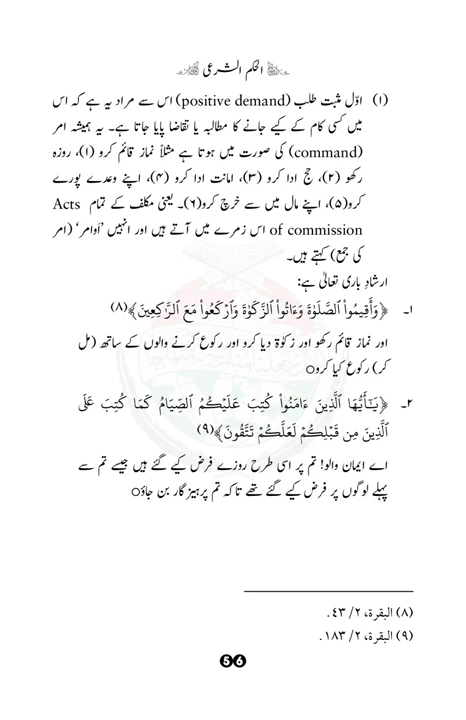 الحکم الشرعی
(۱) اوّل مثبت طلب (positive demand) اس سے مراد یہ ہے کہ اس
میں کسی کام کے کیے جانے کا مطالبہ یا تقاضا پایا جاتا ہے۔ یہ ہمیشہ امر
(command) کی صورت میں ہوتا ہے مثلاً نماز قائم کرو (۱)، روزہ
رکھو (۲)، حج ادا کرو (۳)، امانت ادا کرو (۴)، اپنے وعدے پورے
کرو(۵)، اپنے مال میں سے خرچ کرو(۶)۔ یعنی مکلف کے تمام Acts
of commission اس زمرے میں آتے ہیں اور انہیں ’اَوامر‘ (امر
کی جمع) کہتے ہیں۔
ارشادِ باری تعالیٰ ہے:
۱۔ ﴿وَأَقِيمُواْ ٱلصَّلَوٰةَ وَءَاتُواْ ٱلزَّكَوٰةَ وَٱرۡكَعُواْ مَعَ ٱلرَّٰكِعِينَ﴾(۸)
اور نماز قائم رکھو اور زکوٰۃ دیا کرو اور رکوع کرنے والوں کے ساتھ (مل
کر) رکوع کیا کروo
۲۔ ﴿يَـٰٓأَيُّهَا ٱلَّذِينَ ءَامَنُواْ كُتِبَ عَلَيۡكُمُ ٱلصِّيَامُ كَمَا كُتِبَ عَلَى
ٱلَّذِينَ مِن قَبۡلِكُمۡ لَعَلَّكُمۡ تَتَّقُونَ﴾(۹)
اے ایمان والو! تم پر اسی طرح روزے فرض کیے گئے ہیں جیسے تم سے
پہلے لوگوں پر فرض کیے گئے تھے تاکہ تم پرہیزگار بن جاؤo
(۸) البقرة، ۲/ ٤٣.
(۹) البقرة، ۲/ ۱۸۳.
56